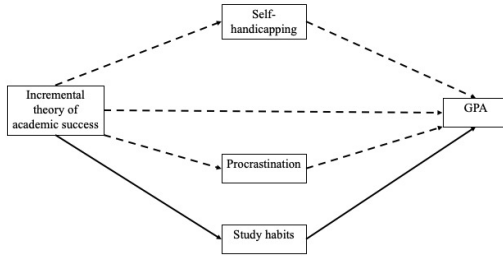 Self-
handicapping
Incremental
theory of
academic success
GPA
Procrastination
Study habits